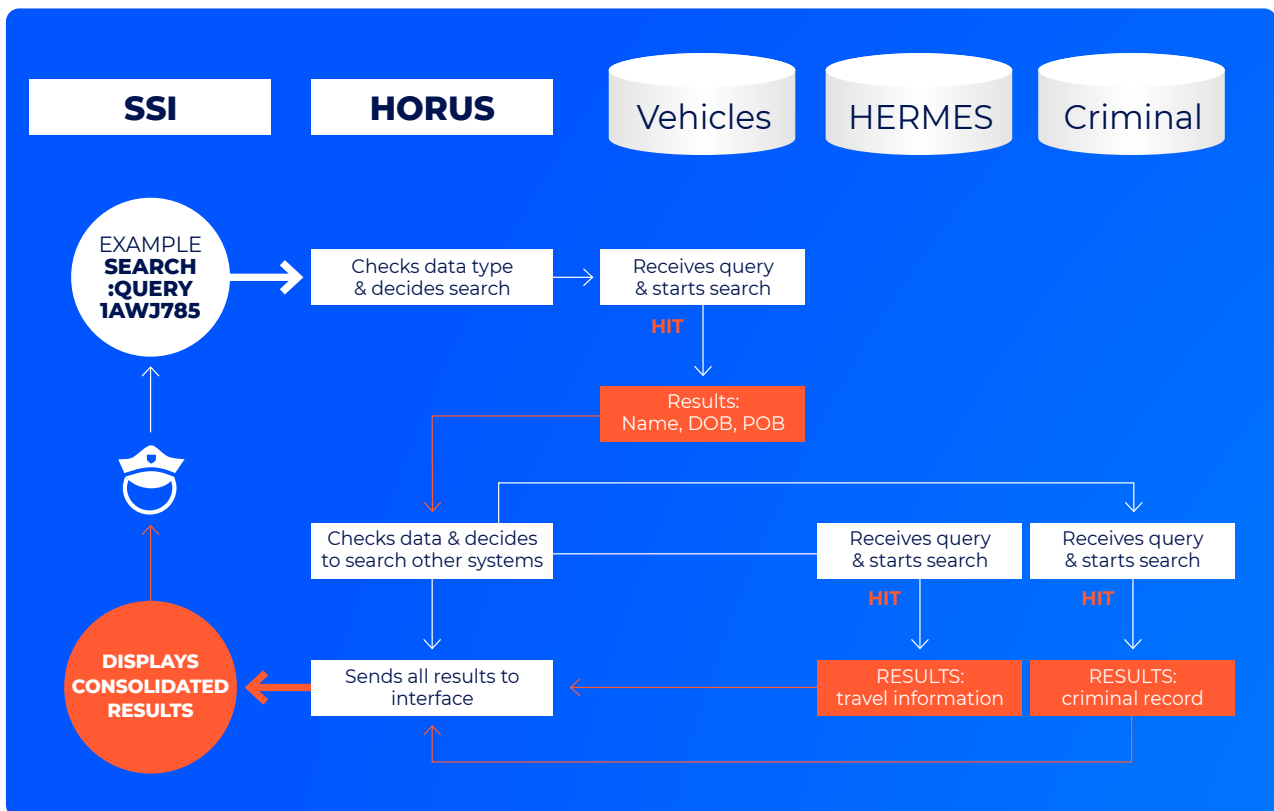 SSI
HORUS
Vehicles
HERMES
Criminal
EXAMPLE
SEARCH
:QUERY
1AWJ785
Checks data type
& decides search
Receives query
& starts search
HIT
Results:
Name, DOB, POB
Checks data & decides
to search other systems
Receives query
& starts search
Receives query
& starts search
HIT
HIT
DISPLAYS
CONSOLIDATED
RESULTS
Sends all results to
interface
RESULTS:
travel information
RESULTS:
criminal record